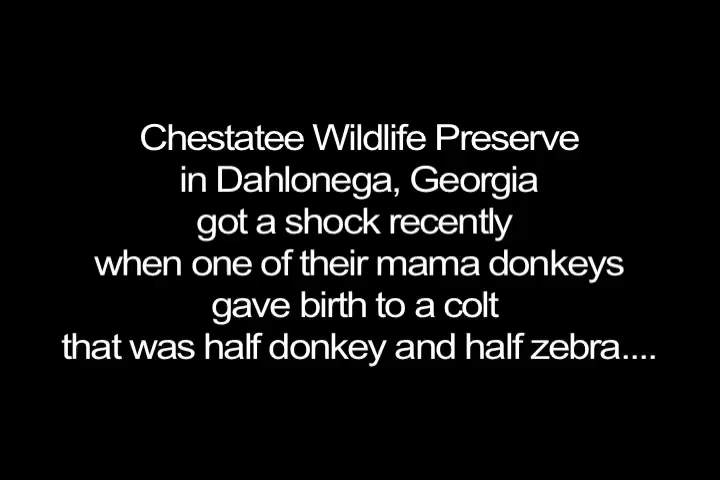 Chestatee Wildlife Preserve
in Dahlonega, Georgia
got a shock recently
when one of their mama donkeys
gave birth to a colt
that was half donkey and half zebra....